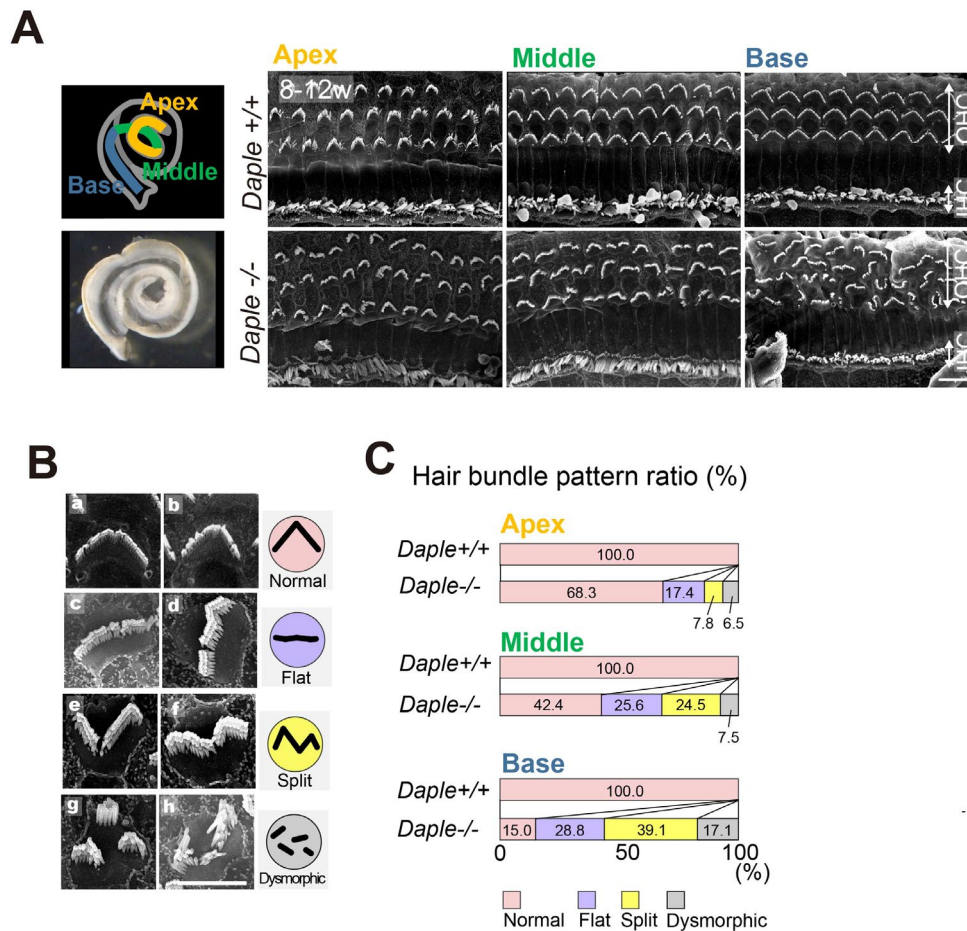 A
Apex
Middle
Base
Apex
Middle
Base
8-12w
Daple +/+
OHC
IHC
Daple -/-
OHC
IHC
B
a
b
Normal
c
d
Flat
e
f
Split
g
h
Dysmorphic
C
Hair bundle pattern ratio (%)
Apex
Daple+/+
100.0
Daple-/-
68.3
17.4
7.8
6.5
Middle
Daple+/+
100.0
Daple-/-
42.4
25.6
24.5
7.5
Base
Daple+/+
100.0
Daple-/-
15.0
28.8
39.1
17.1
0
50
100
(%)
Normal
Flat
Split
Dysmorphic